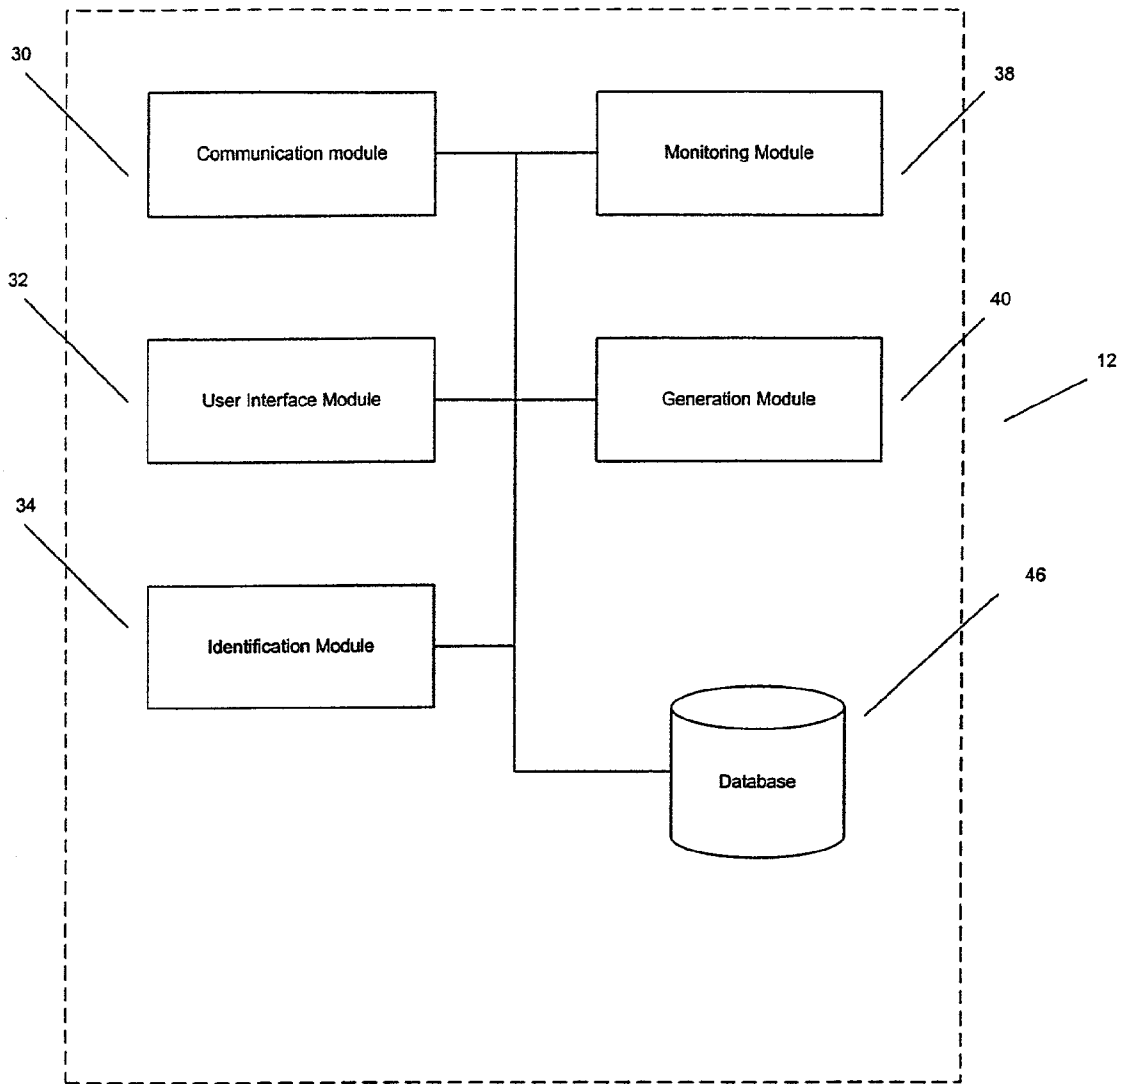 30
38
Communication module
Monitoring Module
32
40
12
User Interface Module
Generation Module
34
46
Identification Module
Database